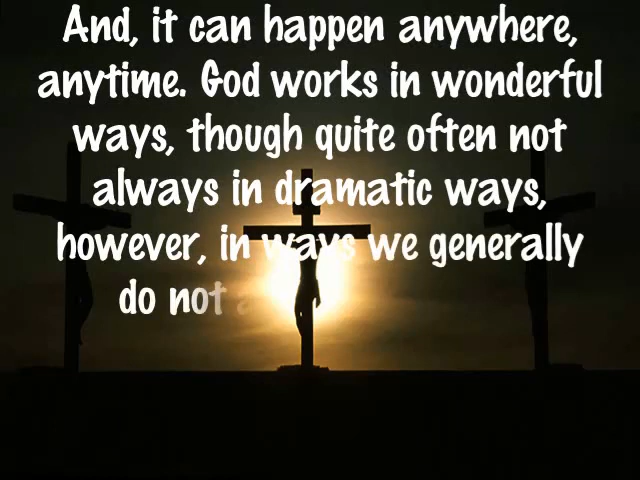 And, it can happen anywhere,
anytime. God works in wonderful
ways, though quite often not
always in dramatic ways,
however, in ways we generally
do not